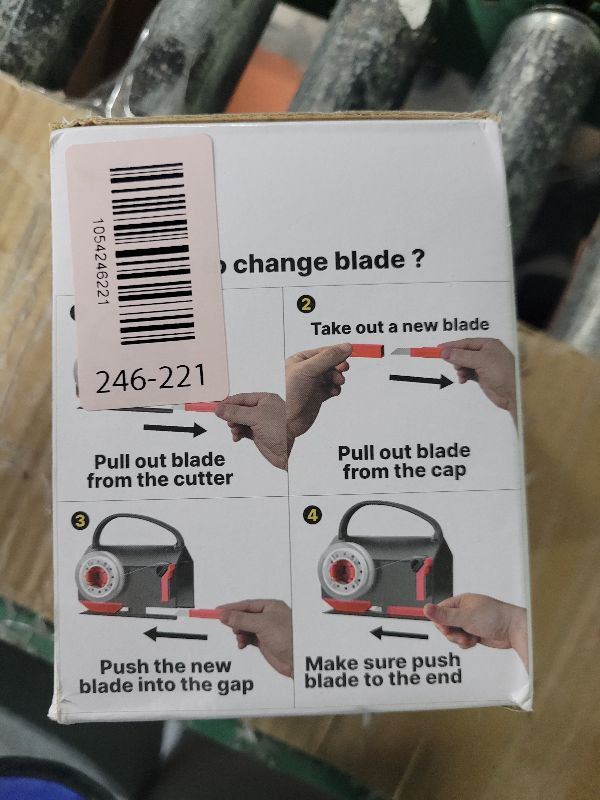 1054246221
246-221
change blade ?
Pull out blade
from the cutter
2
Take out a new blade
Pull out blade
from the cap
3
Push the new
blade into the gap
4
Make sure push
blade to the end